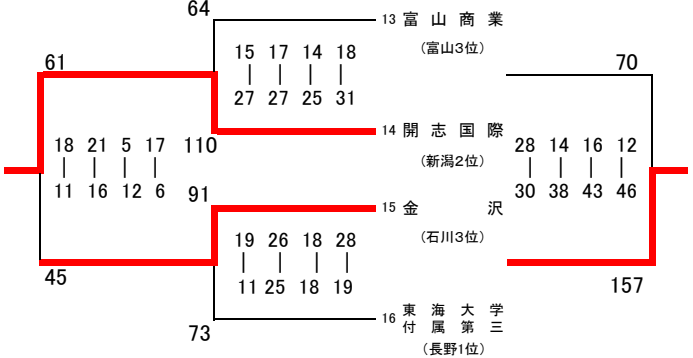 64
13 富山商業
(富山3位)
15 17 14 18
27 27 25 31
61
70
14 開志国際
(新潟2位)
110
18 21 5 17
11 16 12 6
28 14 16 12
30 38 43 46
91
15 金沢
(石川3位)
19 26 18 28
11 25 18 19
45
157
73
16 東海大学
付属第三
(長野1位)